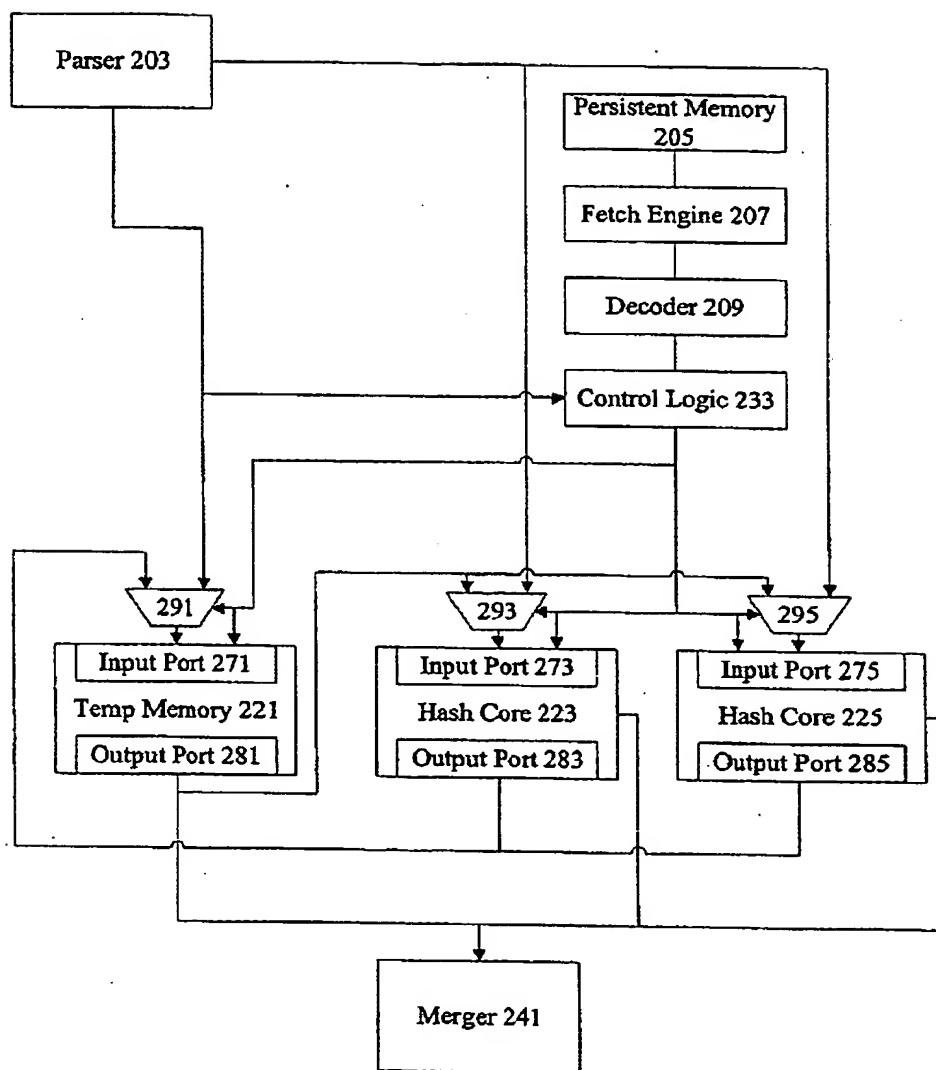 Parser 203
Persistent Memory
205
Fetch Engine 207
Decoder 209
Control Logic 233
291
293
295
Input Port 271
Temp Memory 221
Output Port 281
Input Port 273
Hash Core 223
Output Port 283
Input Port 275
Hash Core 225
Output Port 285
Merger 241